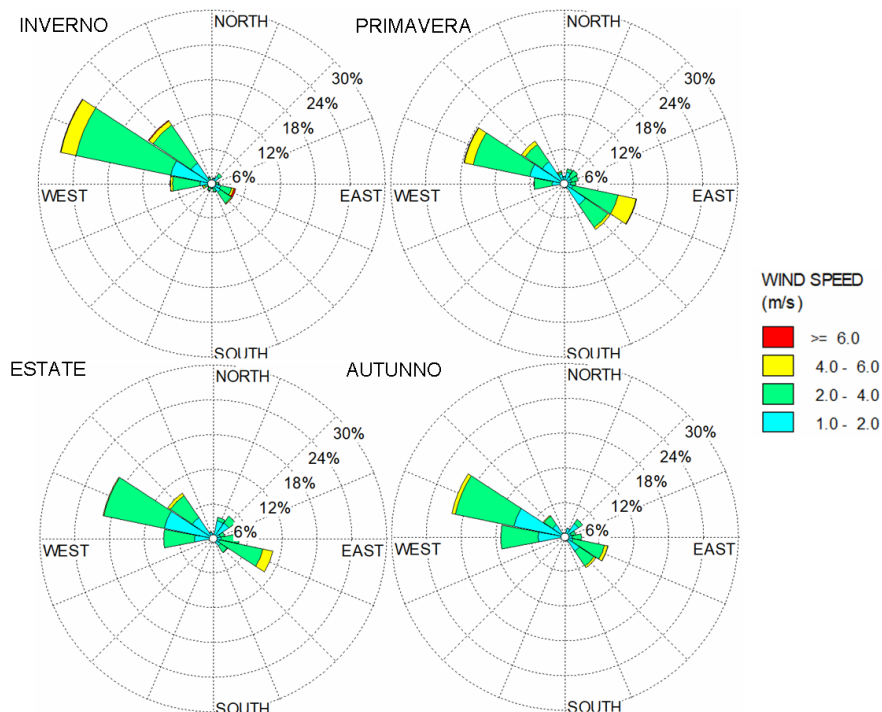 INVERNO
NORTH
30%
24%
18%
12%
6%
WEST
EAST
SOUTH
PRIMAVERA
NORTH
30%
24%
18%
12%
6%
WEST
EAST
SOUTH
ESTATE
NORTH
30%
24%
18%
12%
6%
WEST
EAST
SOUTH
AUTUNNO
NORTH
30%
24%
18%
12%
6%
WEST
EAST
SOUTH
WIND SPEED
(m/s)
>= 6.0
4.0 - 6.0
2.0 - 4.0
1.0 - 2.0